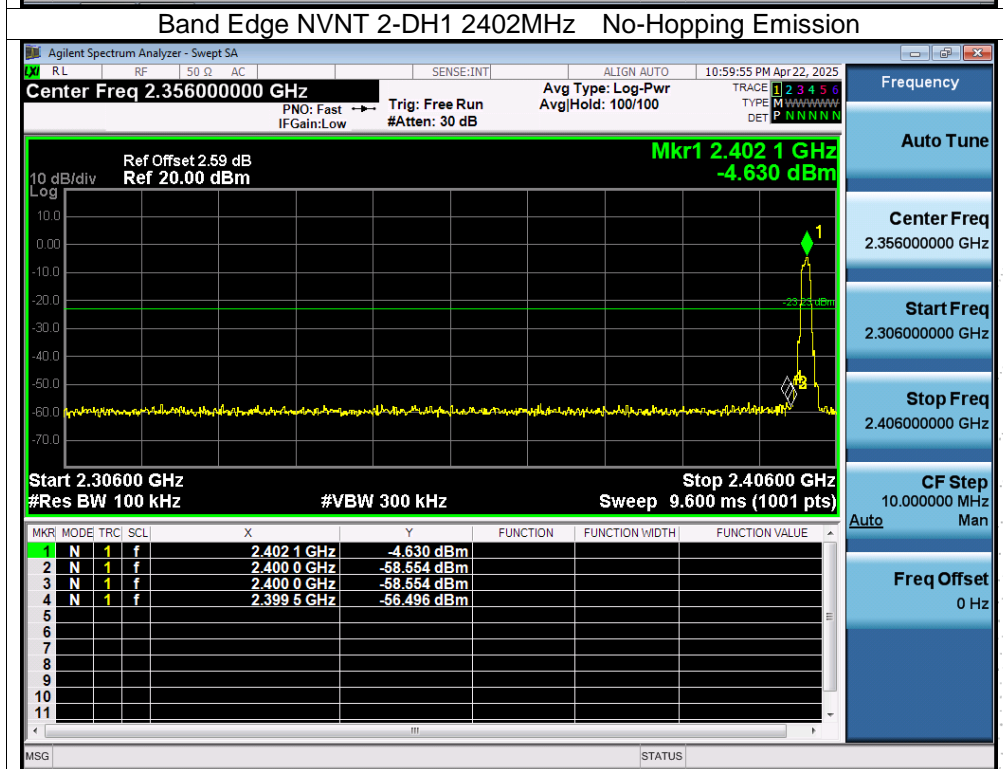 Band Edge NVNT 2-DH1 2402MHz No-Hopping Emission
Agilent Spectrum Analyzer - Swept SA
LXI RL RF 50 Ω AC SENSE:INT ALIGN AUTO 10:59:55 PM Apr 22, 2025
Center Freq 2.356000000 GHz
PNO: Fast
IFGain:Low
Trig: Free Run
#Atten: 30 dB
Avg Type: Log-Pwr
Avg|Hold: 100/100
TRACE 1 2 3 4 5 6
TYPE M WWWWW
DET P N N N N N
Frequency
Auto Tune
Center Freq
2.356000000 GHz
Start Freq
2.306000000 GHz
Stop Freq
2.406000000 GHz
CF Step
10.000000 MHz
Auto Man
Freq Offset
0 Hz
Mkr1 2.402 1 GHz
-4.630 dBm
Ref Offset 2.59 dB
10 dB/div Ref 20.00 dBm
Log
10.0
0.00
-10.0
-20.0
-30.0
-40.0
-50.0
-60.0
-70.0
1
-23.23 dBm
Start 2.30600 GHz Stop 2.40600 GHz
#Res BW 100 kHz #VBW 300 kHz Sweep 9.600 ms (1001 pts)
MKR MODE TRC SCL X Y FUNCTION FUNCTION WIDTH FUNCTION VALUE
1 N 1 f 2.402 1 GHz -4.630 dBm
2 N 1 f 2.400 0 GHz -58.554 dBm
3 N 1 f 2.400 0 GHz -58.554 dBm
4 N 1 f 2.399 5 GHz -56.496 dBm
5
6
7
8
9
10
11
MSG STATUS